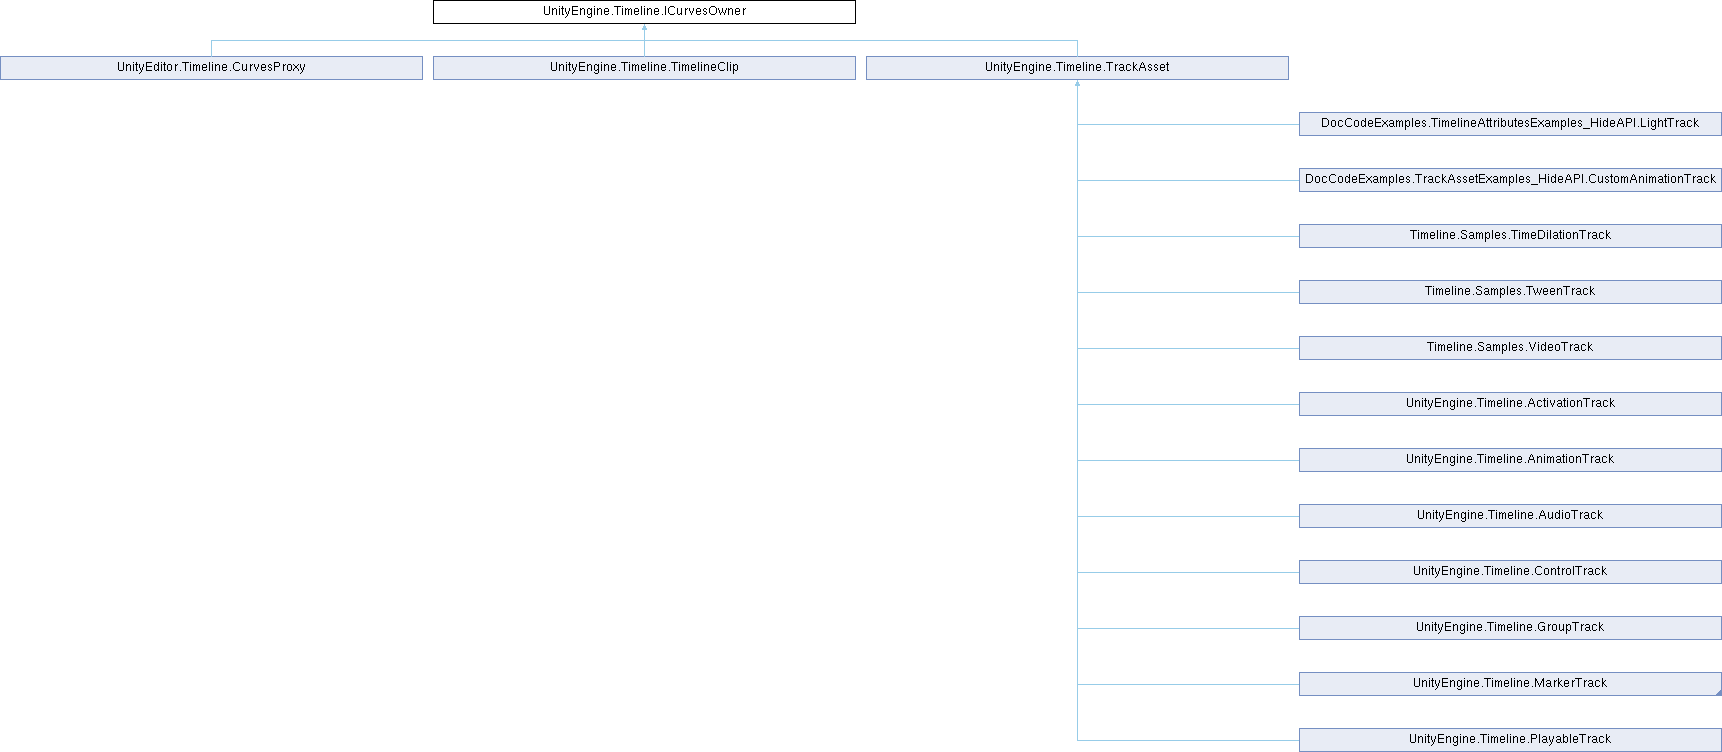 UnityEngine.Timeline.ICurvesOwner
UnityEditor.Timeline.CurvesProxy
UnityEngine.Timeline.TimelineClip
UnityEngine.Timeline.TrackAsset
DocCodeExamples.TimelineAttributesExamples_HideAPI.LightTrack
DocCodeExamples.TrackAssetExamples_HideAPI.CustomAnimationTrack
Timeline.Samples.TimeDilationTrack
Timeline.Samples.TweenTrack
Timeline.Samples.VideoTrack
UnityEngine.Timeline.ActivationTrack
UnityEngine.Timeline.AnimationTrack
UnityEngine.Timeline.AudioTrack
UnityEngine.Timeline.ControlTrack
UnityEngine.Timeline.GroupTrack
UnityEngine.Timeline.MarkerTrack
UnityEngine.Timeline.PlayableTrack